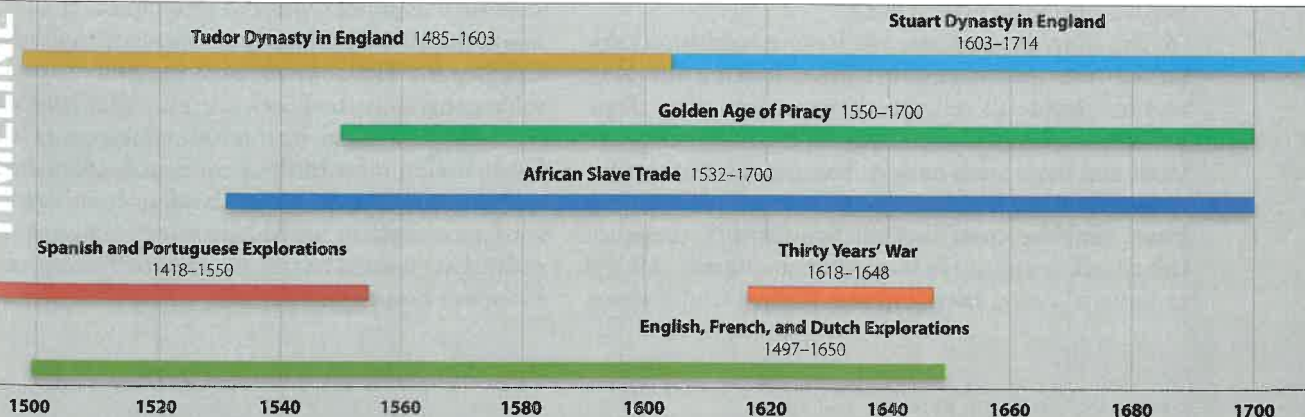 TIMELINE
Tudor Dynasty in England 1485–1603
Stuart Dynasty in England
1603–1714
Golden Age of Piracy 1550–1700
African Slave Trade 1532–1700
Spanish and Portuguese Explorations
1418–1550
Thirty Years' War
1618–1648
English, French, and Dutch Explorations
1497–1650
1500 1520 1540 1560 1580 1600 1620 1640 1660 1680 1700